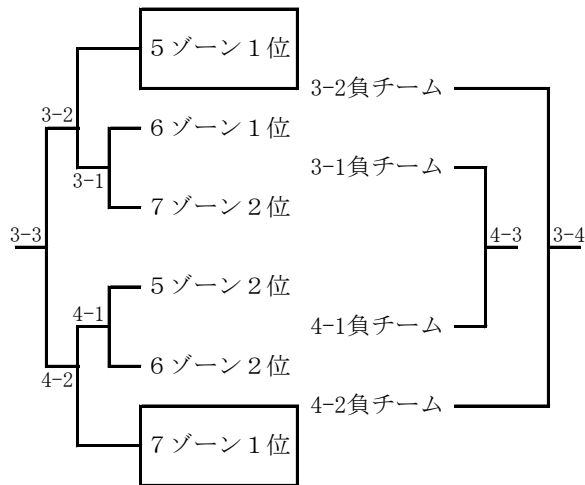 ５ゾーン１位
3-2負チーム
3-2
６ゾーン１位
3-1負チーム
3-1
７ゾーン２位
3-3
4-3
3-4
５ゾーン２位
4-1
4-1負チーム
６ゾーン２位
4-2
4-2負チーム
７ゾーン１位